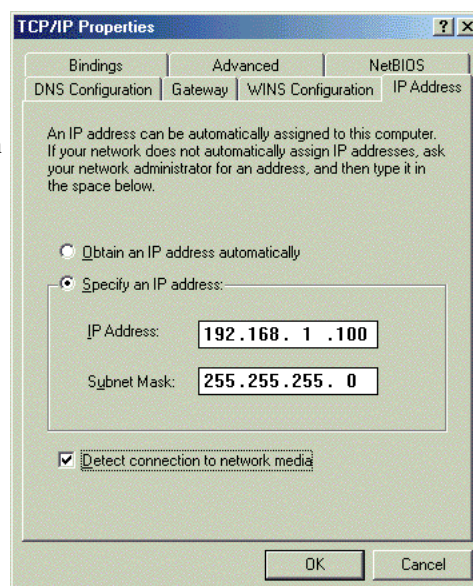 TCP/IP Properties
Bindings Advanced NetBIOS
DNS Configuration Gateway WINS Configuration IP Address
An IP address can be automatically assigned to this computer.
If your network does not automatically assign IP addresses, ask
your network administrator for an address, and then type it in
the space below.
Obtain an IP address automatically
Specify an IP address:
IP Address: 192.168. 1 .100
Subnet Mask: 255.255.255. 0
Detect connection to network media
OK Cancel